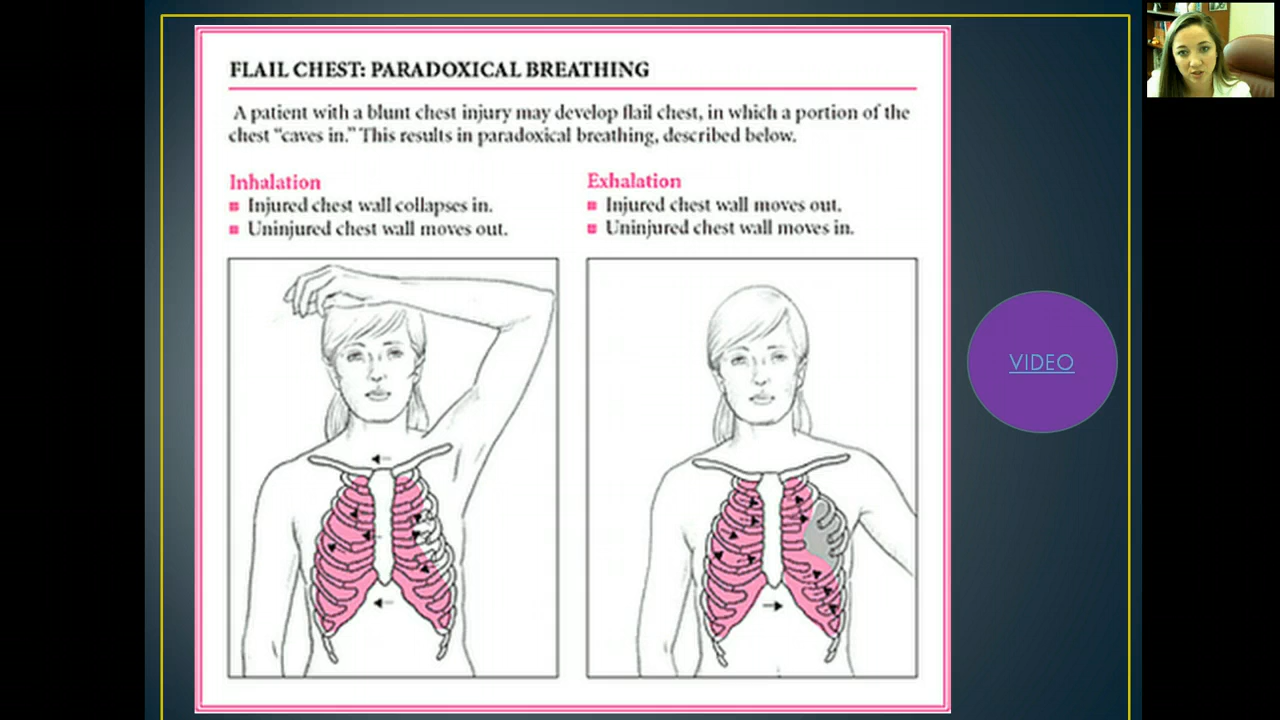 FLAIL CHEST: PARADOXICAL BREATHING
A patient with a blunt chest injury may develop flail chest, in which a portion of the
chest “caves in.” This results in paradoxical breathing, described below.
Inhalation
Injured chest wall collapses in.
Uninjured chest wall moves out.
Exhalation
Injured chest wall moves out.
Uninjured chest wall moves in.
VIDEO